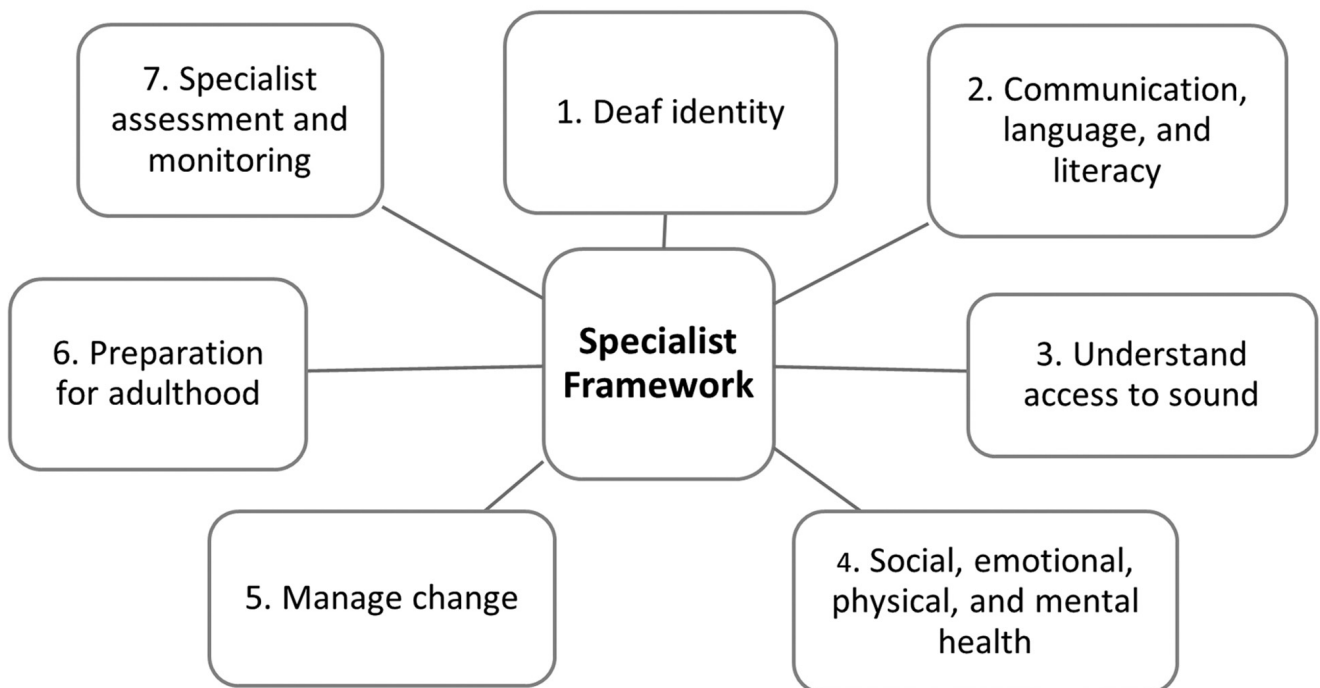 1. Deaf identity
2. Communication,
language, and
literacy
3. Understand
access to sound
4. Social, emotional,
physical, and mental
health
5. Manage change
6. Preparation
for adulthood
7. Specialist
assessment and
monitoring
Specialist
Framework